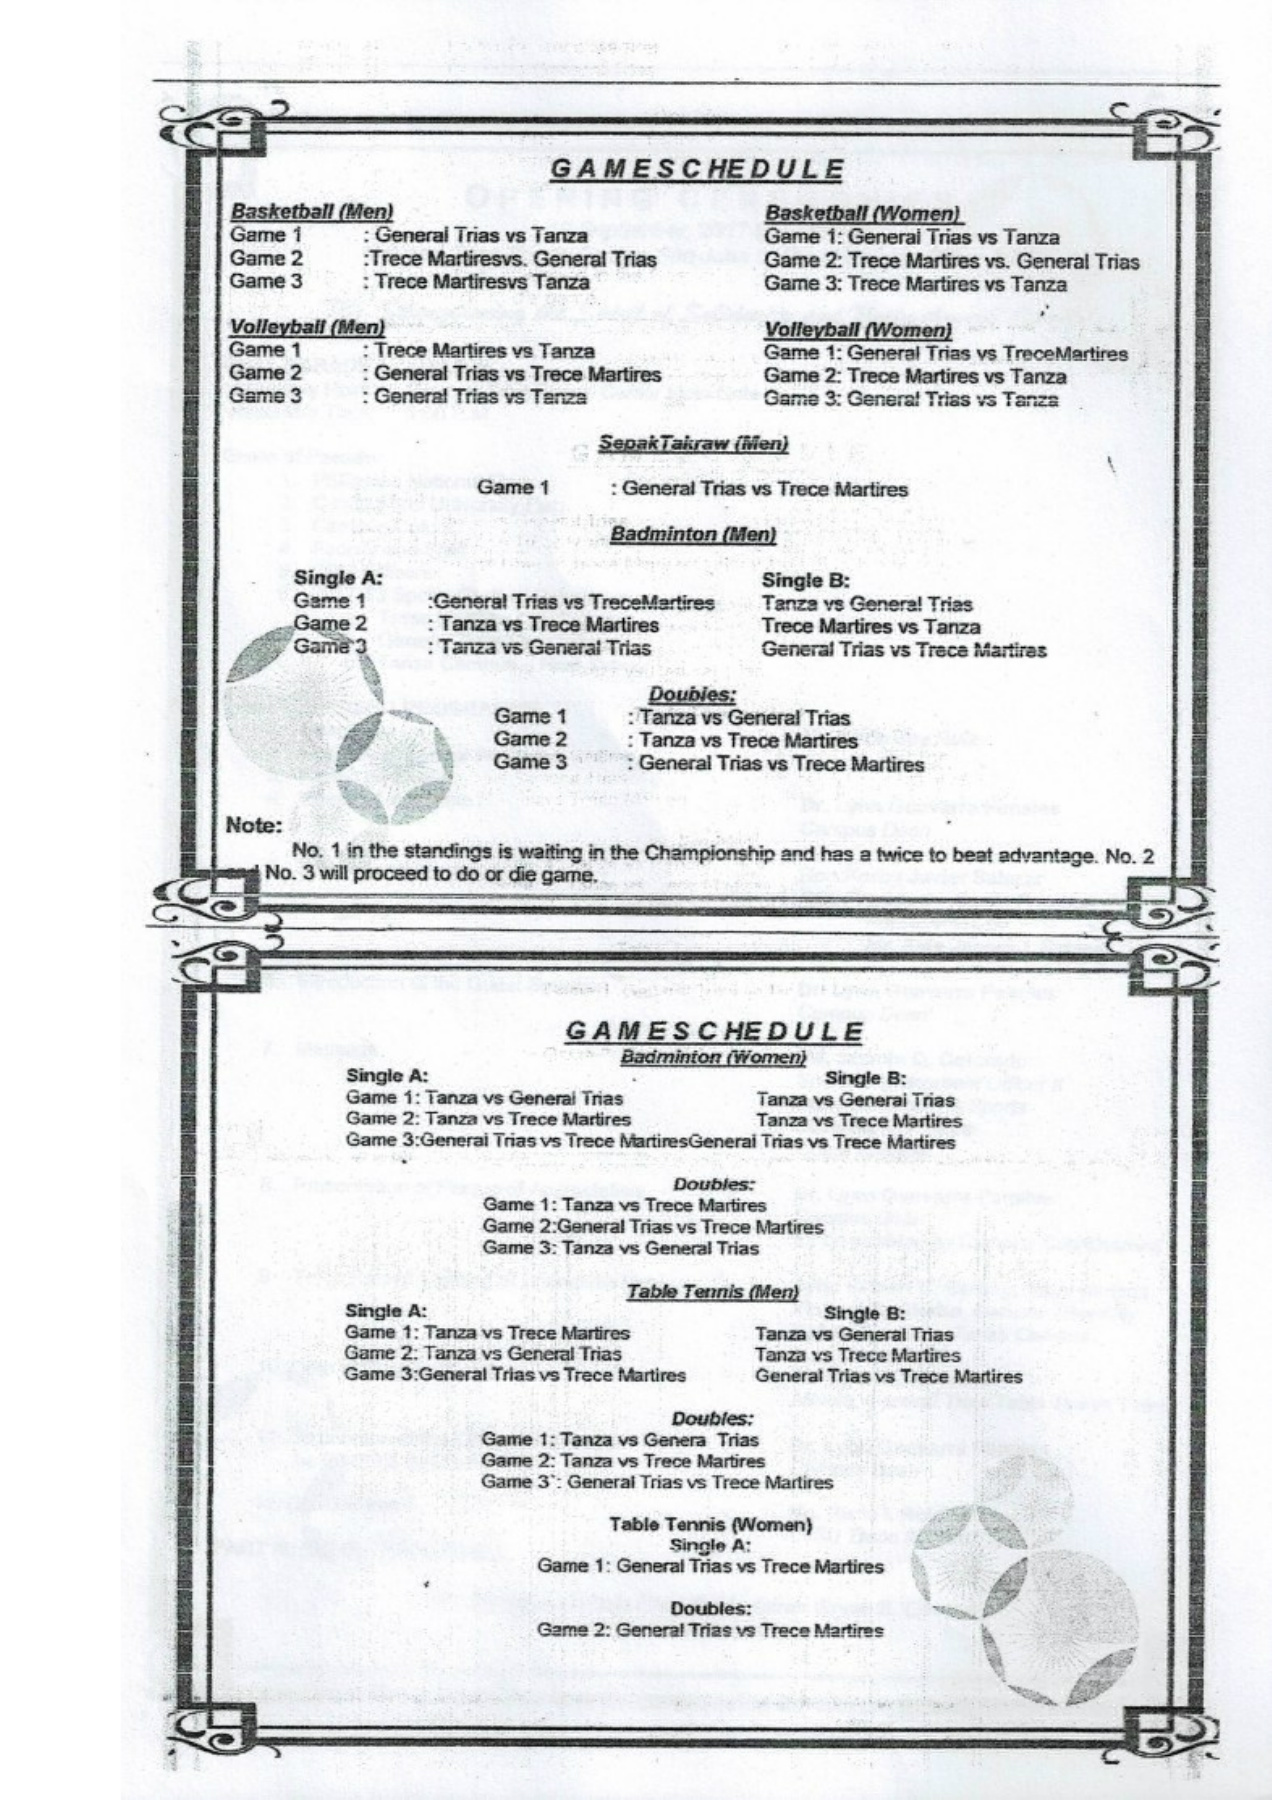 GAMESCHEDULE
Basketball (Men)
Game 1 : General Trias vs Tanza
Game 2 :Trece Martiresvs. General Trias
Game 3 : Trece Martiresvs Tanza
Basketball (Women)
Game 1: General Trias vs Tanza
Game 2: Trece Martires vs. General Trias
Game 3: Trece Martires vs Tanza
Volleyball (Men)
Game 1 : Trece Martires vs Tanza
Game 2 : General Trias vs Trece Martires
Game 3 : General Trias vs Tanza
Volleyball (Women)
Game 1: General Trias vs TreceMartires
Game 2: Trece Martires vs Tanza
Game 3: General Trias vs Tanza
SepakTakraw (Men)
Game 1 : General Trias vs Trece Martires
Badminton (Men)
Single A:
Game 1 :General Trias vs TreceMartires
Game 2 : Tanza vs Trece Martires
Game 3 : Tanza vs General Trias
Single B:
Tanza vs General Trias
Trece Martires vs Tanza
General Trias vs Trece Martires
Doubles:
Game 1 : Tanza vs General Trias
Game 2 : Tanza vs Trece Martires
Game 3 : General Trias vs Trece Martires
Note:
No. 1 in the standings is waiting in the Championship and has a twice to beat advantage. No. 2
No. 3 will proceed to do or die game.
GAMESCHEDULE
Badminton (Women)
Single A: Single B:
Game 1: Tanza vs General Trias Tanza vs General Trias
Game 2: Tanza vs Trece Martires Tanza vs Trece Martires
Game 3:General Trias vs Trece MartiresGeneral Trias vs Trece Martires
Doubles:
Game 1: Tanza vs Trece Martires
Game 2:General Trias vs Trece Martires
Game 3: Tanza vs General Trias
Table Tennis (Men)
Single A: Single B:
Game 1: Tanza vs Trece Martires Tanza vs General Trias
Game 2: Tanza vs General Trias Tanza vs Trece Martires
Game 3:General Trias vs Trece Martires General Trias vs Trece Martires
Doubles:
Game 1: Tanza vs Genera Trias
Game 2: Tanza vs Trece Martires
Game 3 : General Trias vs Trece Martires
Table Tennis (Women)
Single A:
Game 1: General Trias vs Trece Martires
Doubles:
Game 2: General Trias vs Trece Martires